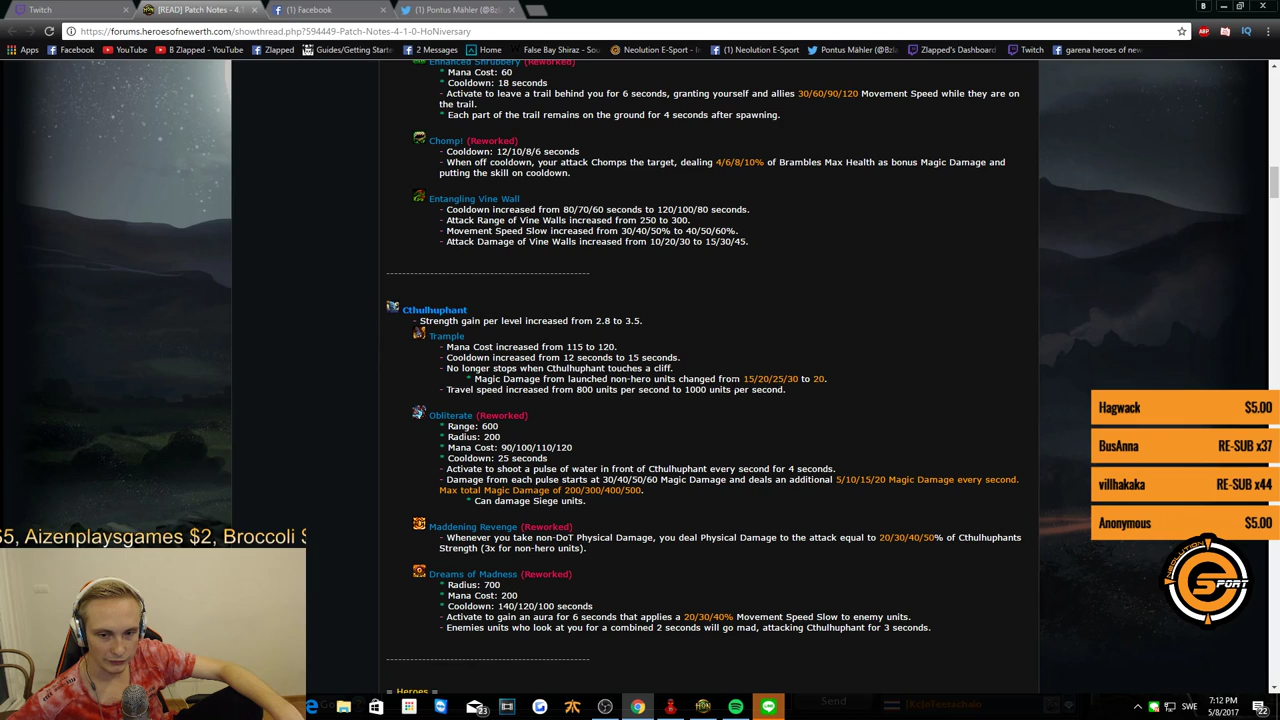 Twitch
[READ] Patch Notes - 4.1
(1) Facebook
(1) Pontus Mähler (@Bzla
B
https://forums.heroesofnewerth.com/showthread.php?594449-Patch-Notes-4-1-0-HoNiversary
ABP
IQ
Apps
Facebook
YouTube
B Zlapped - YouTube
Zlapped
Guides/Getting Starte
2 Messages
Home
False Bay Shiraz - Sou
Neolution E-Sport - In
(1) Neolution E-Sport
Pontus Mähler (@Bzla
Zlapped's Dashboard
Twitch
garena heroes of new
Enhanced Shrubbery (Reworked)
* Mana Cost: 60
* Cooldown: 18 seconds
- Activate to leave a trail behind you for 6 seconds, granting yourself and allies 30/60/90/120 Movement Speed while they are on
the trail.
* Each part of the trail remains on the ground for 4 seconds after spawning.
Chomp! (Reworked)
- Cooldown: 12/10/8/6 seconds
- When off cooldown, your attack Chomps the target, dealing 4/6/8/10% of Brambles Max Health as bonus Magic Damage and
putting the skill on cooldown.
Entangling Vine Wall
- Cooldown increased from 80/70/60 seconds to 120/100/80 seconds.
- Attack Range of Vine Walls increased from 250 to 300.
- Movement Speed Slow increased from 30/40/50% to 40/50/60%.
- Attack Damage of Vine Walls increased from 10/20/30 to 15/30/45.
---------------------------------------------
Cthulhuphant
- Strength gain per level increased from 2.8 to 3.5.
Trample
- Mana Cost increased from 115 to 120.
- Cooldown increased from 12 seconds to 15 seconds.
- No longer stops when Cthulhuphant touches a cliff.
* Magic Damage from launched non-hero units changed from 15/20/25/30 to 20.
- Travel speed increased from 800 units per second to 1000 units per second.
Obliterate (Reworked)
* Range: 600
* Radius: 200
* Mana Cost: 90/100/110/120
* Cooldown: 25 seconds
- Activate to shoot a pulse of water in front of Cthulhuphant every second for 4 seconds.
- Damage from each pulse starts at 30/40/50/60 Magic Damage and deals an additional 5/10/15/20 Magic Damage every second.
Max total Magic Damage of 200/300/400/500.
* Can damage Siege units.
Maddening Revenge (Reworked)
- Whenever you take non-DoT Physical Damage, you deal Physical Damage to the attack equal to 20/30/40/50% of Cthulhuphants
Strength (3x for non-hero units).
Dreams of Madness (Reworked)
* Radius: 700
* Mana Cost: 200
* Cooldown: 140/120/100 seconds
- Activate to gain an aura for 6 seconds that applies a 20/30/40% Movement Speed Slow to enemy units.
- Enemies units who look at you for a combined 2 seconds will go mad, attacking Cthulhuphant for 3 seconds.
---------------------------------------------
= Heroes =
Hagwack $5.00
BusAnna RE-SUB x37
villhakaka RE-SUB x44
Anonymous $5.00
NEOLUTION
E SPORT
$5, Aizenplaysgames $2, Broccoli $
Send
23
SWE
7:12 PM
5/8/2017
22